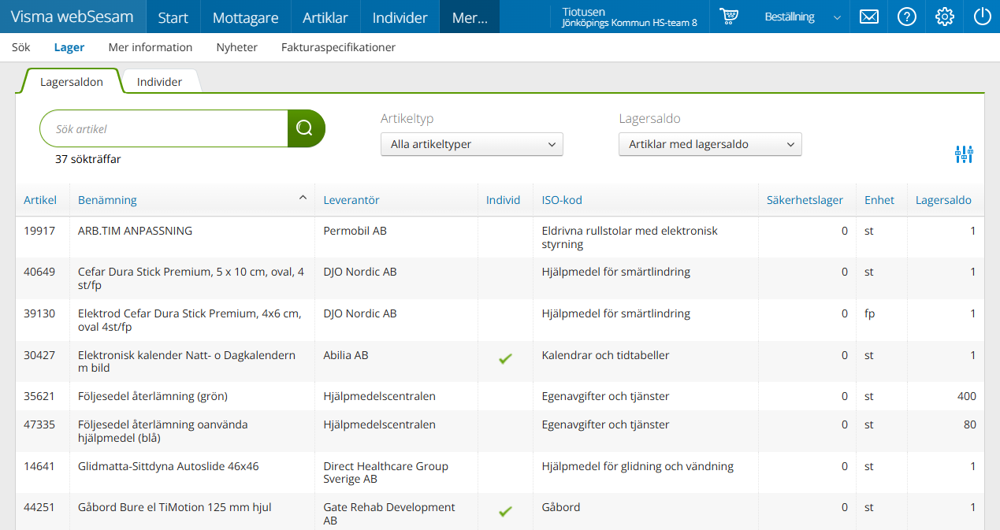 Visma webSesam Start Mottagare Artiklar Individer Mer... Tiotusen Beställning
Jönköpings Kommun HS-team 8
Sök Lager Mer information Nyheter Fakturaspecifikationer
Lagersaldon Individer
Artikeltyp Lagersaldo
Sök artikel Alla artikeltyper Artiklar med lagersaldo
37 sökträffar
Artikel Benämning Leverantör Individ ISO-kod Säkerhetslager Enhet Lagersaldo
19917 ARB.TIM ANPASSNING Permobil AB Eldrivna rullstolar med elektronisk 0 st 1
styrning
40649 Cefar Dura Stick Premium, 5 x 10 cm, oval, 4 DJO Nordic AB Hjälpmedel för smärtlindring 0 st 1
st/fp
39130 Elektrod Cefar Dura Stick Premium, 4x6 cm, DJO Nordic AB Hjälpmedel för smärtlindring 0 fp 1
oval 4st/fp
30427 Elektronisk kalender Natt- o Dagkalendern Abilia AB Kalendrar och tidtabeller 0 st 1
m bild
35621 Följesedel återlämning (grön) Hjälpmedelscentralen Egenavgifter och tjänster 0 st 400
47335 Följesedel återlämning oanvända Hjälpmedelscentralen Egenavgifter och tjänster 0 st 80
hjälpmedel (blå)
14641 Glidmatta-Sittdyna Autoslide 46x46 Direct Healthcare Group Hjälpmedel för glidning och vändning 0 st 1
Sverige AB
44251 Gåbord Bure el TiMotion 125 mm hjul Gate Rehab Development Gåbord 0 st 1
AB